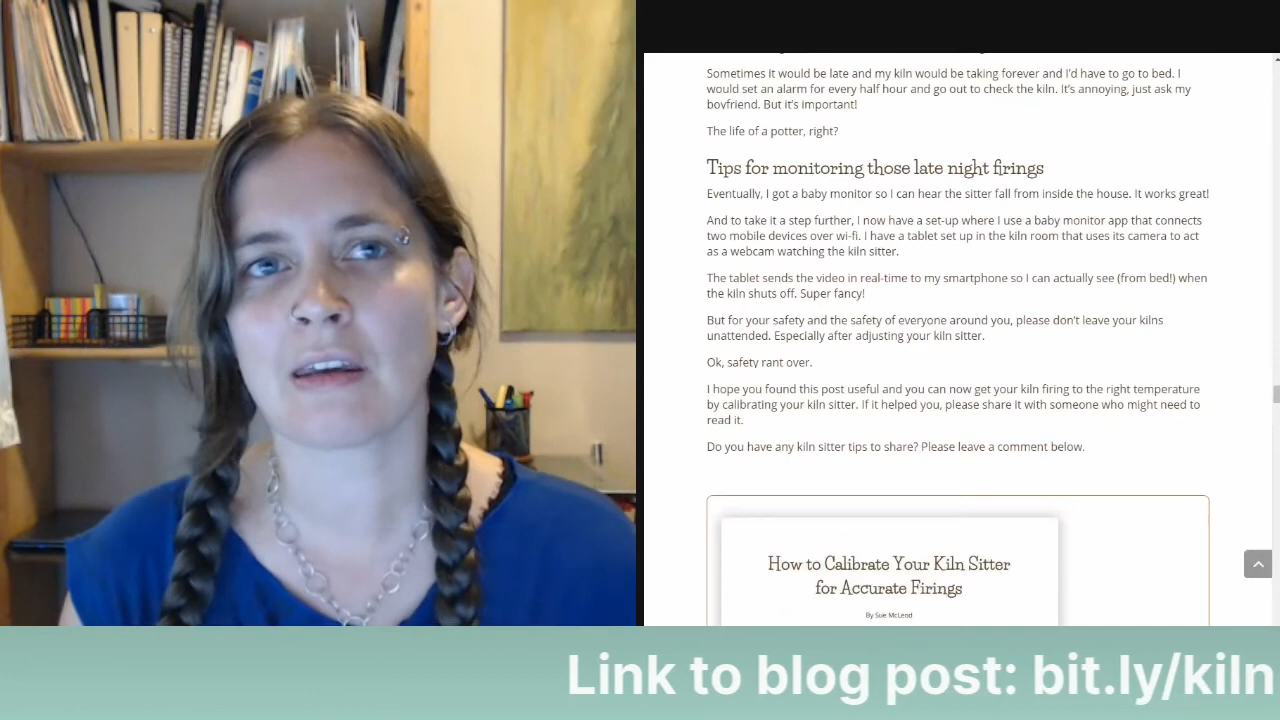 Sometimes it would be late and my kiln would be taking forever and I'd have to go to bed. I
would set an alarm for every half hour and go out to check the kiln. It's annoying, just ask my
boyfriend. But it's important!
The life of a potter, right?
Tips for monitoring those late night firings
Eventually, I got a baby monitor so I can hear the sitter fall from inside the house. It works great!
And to take it a step further, I now have a set-up where I use a baby monitor app that connects
two mobile devices over wi-fi. I have a tablet set up in the kiln room that uses its camera to act
as a webcam watching the kiln sitter.
The tablet sends the video in real-time to my smartphone so I can actually see (from bed!) when
the kiln shuts off. Super fancy!
But for your safety and the safety of everyone around you, please don't leave your kilns
unattended. Especially after adjusting your kiln sitter.
Ok, safety rant over.
I hope you found this post useful and you can now get your kiln firing to the right temperature
by calibrating your kiln sitter. If it helped you, please share it with someone who might need to
read it.
Do you have any kiln sitter tips to share? Please leave a comment below.
How to Calibrate Your Kiln Sitter
for Accurate Firings
By Sue McLeod
Link to blog post: bit.ly/kiln